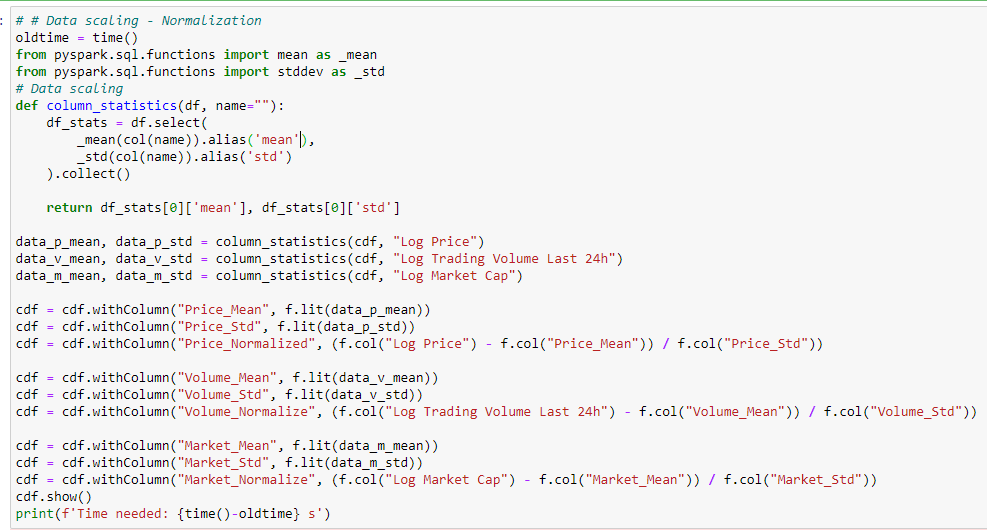 : # # Data scaling - Normalization
oldtime = time()
from pyspark.sql.functions import mean as _mean
from pyspark.sql.functions import stddev as _std
# Data scaling
def column_statistics(df, name=""):
    df_stats = df.select(
        _mean(col(name)).alias('mean'),
        _std(col(name)).alias('std')
    ).collect()

    return df_stats[0]['mean'], df_stats[0]['std']

data_p_mean, data_p_std = column_statistics(cdf, "Log Price")
data_v_mean, data_v_std = column_statistics(cdf, "Log Trading Volume Last 24h")
data_m_mean, data_m_std = column_statistics(cdf, "Log Market Cap")

cdf = cdf.withColumn("Price_Mean", f.lit(data_p_mean))
cdf = cdf.withColumn("Price_Std", f.lit(data_p_std))
cdf = cdf.withColumn("Price_Normalized", (f.col("Log Price") - f.col("Price_Mean")) / f.col("Price_Std"))

cdf = cdf.withColumn("Volume_Mean", f.lit(data_v_mean))
cdf = cdf.withColumn("Volume_Std", f.lit(data_v_std))
cdf = cdf.withColumn("Volume_Normalize", (f.col("Log Trading Volume Last 24h") - f.col("Volume_Mean")) / f.col("Volume_Std"))

cdf = cdf.withColumn("Market_Mean", f.lit(data_m_mean))
cdf = cdf.withColumn("Market_Std", f.lit(data_m_std))
cdf = cdf.withColumn("Market_Normalize", (f.col("Log Market Cap") - f.col("Market_Mean")) / f.col("Market_Std"))
cdf.show()
print(f'Time needed: {time()-oldtime} s')